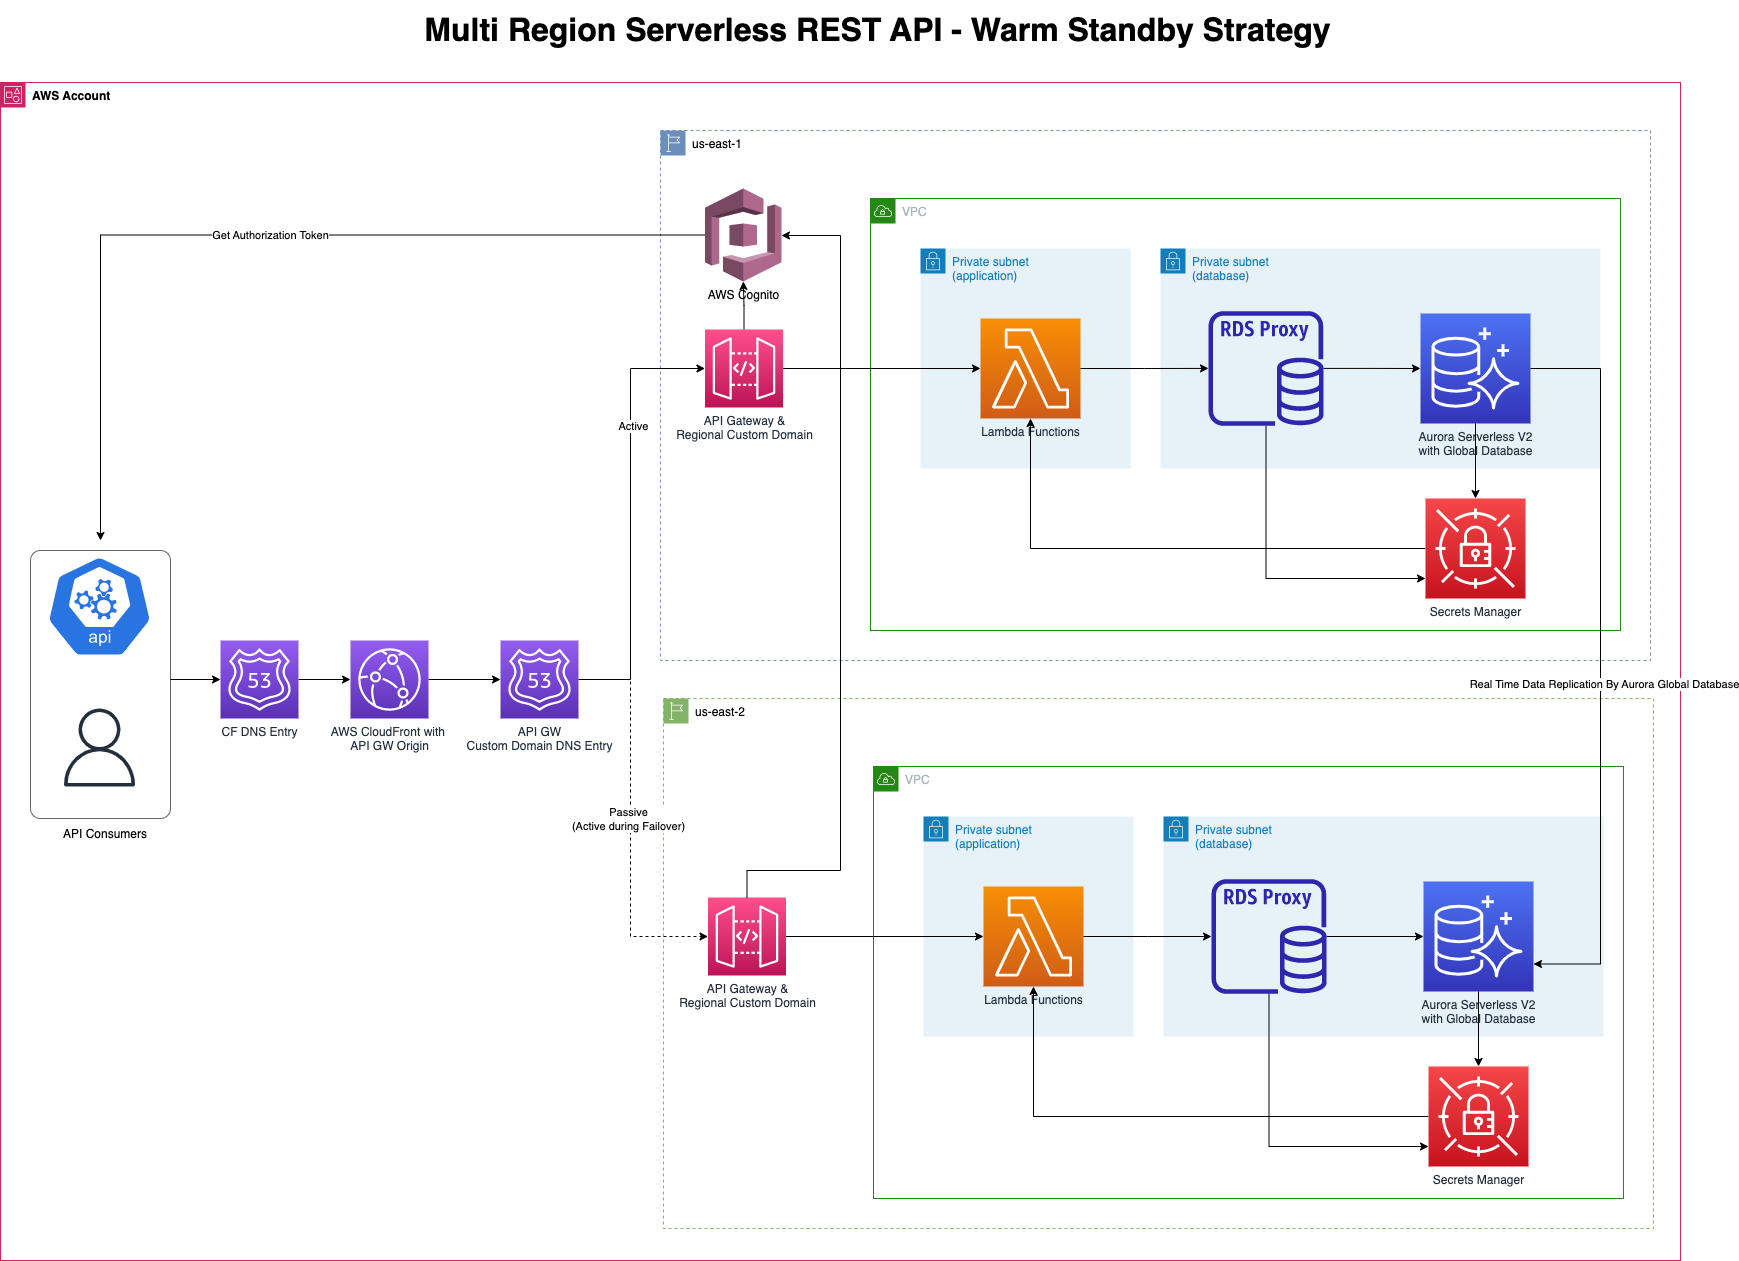 Multi Region Serverless REST API - Warm Standby Strategy
AWS Account
us-east-1
VPC
Get Authorization Token
AWS Cognito
Private subnet
(application)
Private subnet
(database)
RDS Proxy
Active
API Gateway &
Regional Custom Domain
Lambda Functions
Aurora Serverless V2
with Global Database
Secrets Manager
api
53
53
CF DNS Entry
AWS CloudFront with
API GW Origin
API GW
Custom Domain DNS Entry
API Consumers
Real Time Data Replication By Aurora Global Database
us-east-2
VPC
Passive
(Active during Failover)
Private subnet
(application)
Private subnet
(database)
RDS Proxy
API Gateway &
Regional Custom Domain
Lambda Functions
Aurora Serverless V2
with Global Database
Secrets Manager